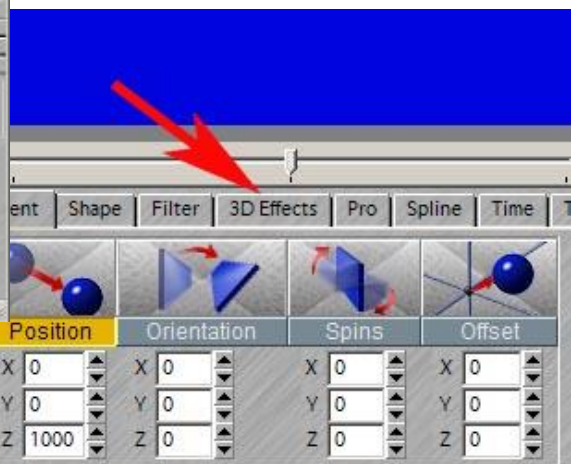 ent Shape Filter 3D Effects Pro Spline Time T
Position Orientation Spins Offset
X 0 X 0 X 0 X 0
Y 0 Y 0 Y 0 Y 0
Z 1000 Z 0 Z 0 Z 0